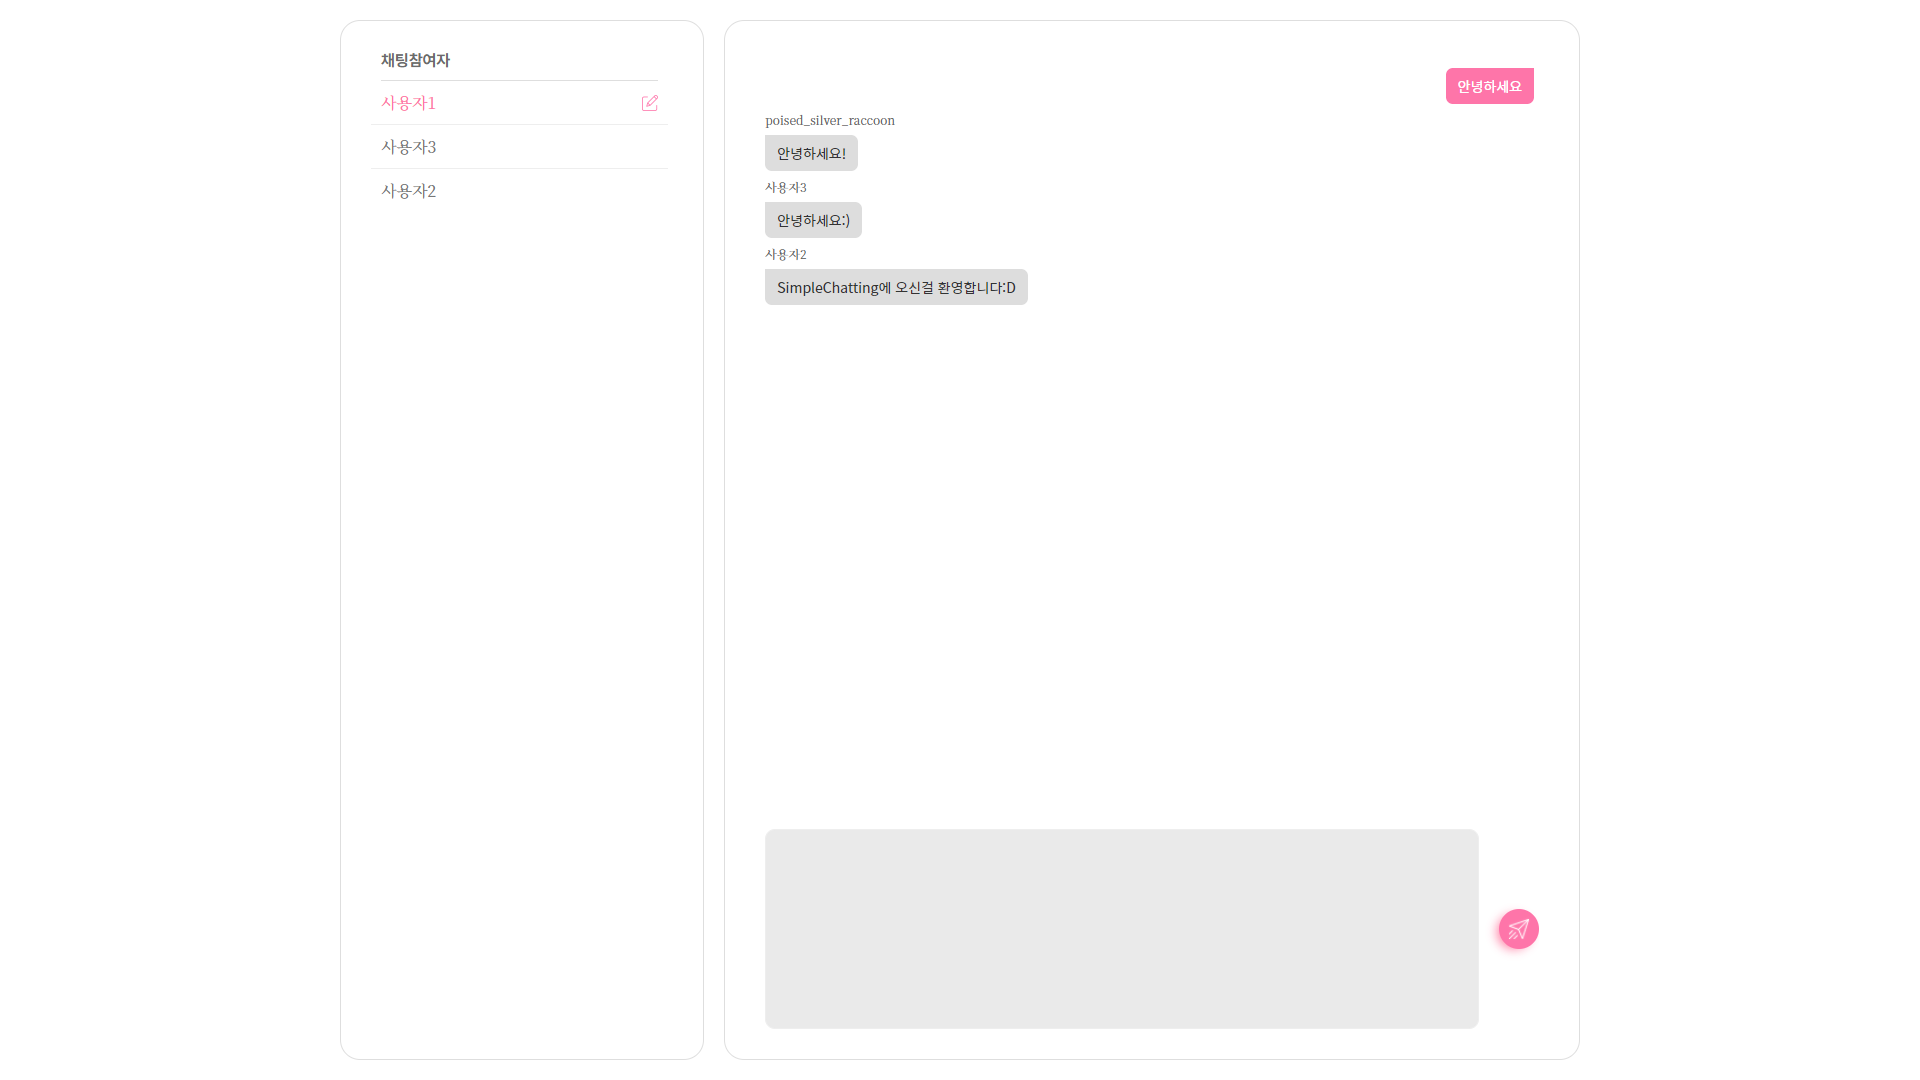 채팅참여자
사용자1
사용자3
사용자2
안녕하세요
poised_silver_raccoon
안녕하세요!
사용자3
안녕하세요:)
사용자2
SimpleChatting에 오신걸 환영합니다:D